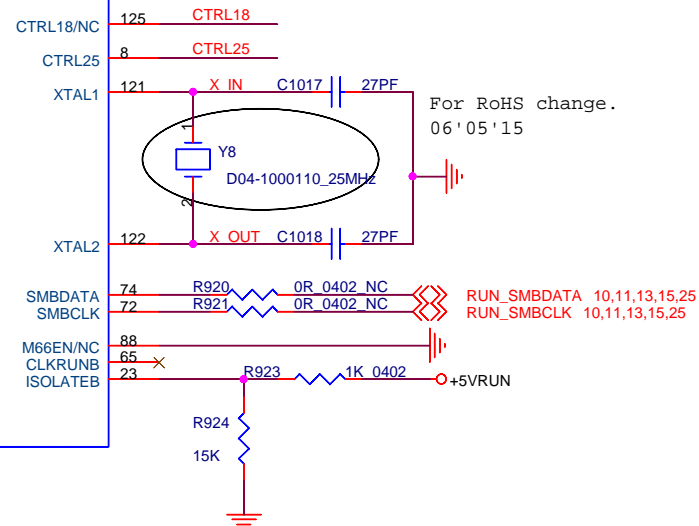 CTRL18/NC 125 CTRL18
CTRL25 8 CTRL25
XTAL1 121 X_IN C1017 27PF
For RoHS change.
06'05'15
1
Y8
D04-1000110_25MHz
2
XTAL2 122 X_OUT C1018 27PF
SMBDATA 74 R920 0R_0402_NC RUN_SMBDATA 10,11,13,15,25
SMBCLK 72 R921 0R_0402_NC RUN_SMBCLK 10,11,13,15,25
M66EN/NC 88
CLKRUNB 65
ISOLATEB 23 R923 1K_0402 +5VRUN
R924
15K